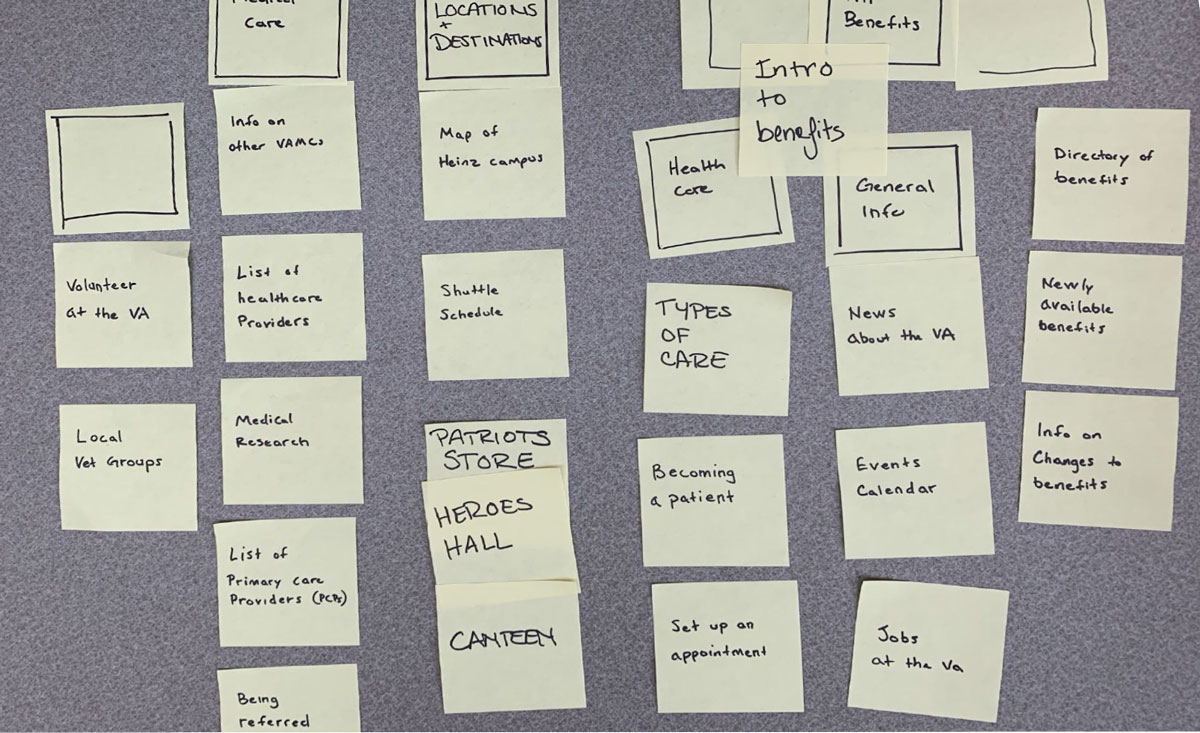 Medical
Care
LOCATIONS
+
DESTINATIONS
Benefits
Intro
to
benefits
Info on
other VAMCs
Map of
Heinz campus
Health
Care
General
Info
Directory of
benefits
Volunteer
at the VA
List of
healthcare
Providers
Shuttle
Schedule
TYPES
OF
CARE
News
about the VA
Newly
available
benefits
Local
Vet Groups
Medical
Research
PATRIOTS
STORE
HEROES
HALL
Becoming
a patient
Events
Calendar
Info on
Changes to
benefits
List of
Primary care
Providers (PCPs)
CANTEEN
Set up an
appointment
Jobs
at the Va
Being
referred